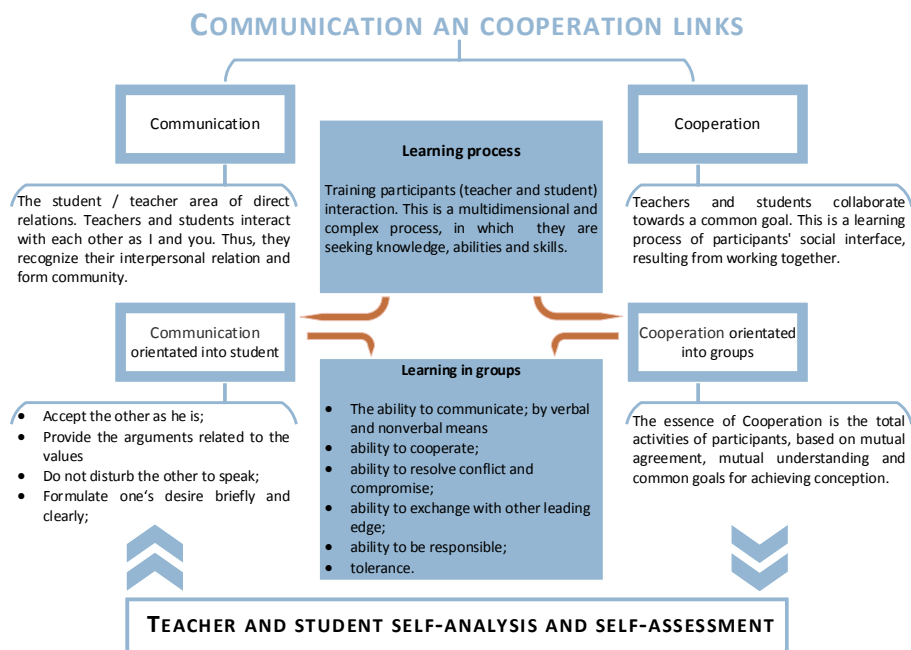 COMMUNICATION AN COOPERATION LINKS
Communication
Cooperation
Learning process
Training participants (teacher and student)
interaction. This is a multidimensional and
complex process, in which they are
seeking knowledge, abilities and skills.
The student / teacher area of direct
relations. Teachers and students interact
with each other as I and you. Thus, they
recognize their interpersonal relation and
form community.
Teachers and students collaborate
towards a common goal. This is a learning
process of participants' social interface,
resulting from working together.
Communication
orientated into student
Cooperation orientated
into groups
Learning in groups
• The ability to communicate; by verbal
and nonverbal means
• ability to cooperate;
• ability to resolve conflict and
compromise;
• ability to exchange with other leading
edge;
• ability to be responsible;
• tolerance.
• Accept the other as he is;
• Provide the arguments related to the
values
• Do not disturb the other to speak;
• Formulate one‘s desire briefly and
clearly;
The essence of Cooperation is the total
activities of participants, based on mutual
agreement, mutual understanding and
common goals for achieving conception.
TEACHER AND STUDENT SELF-ANALYSIS AND SELF-ASSESSMENT